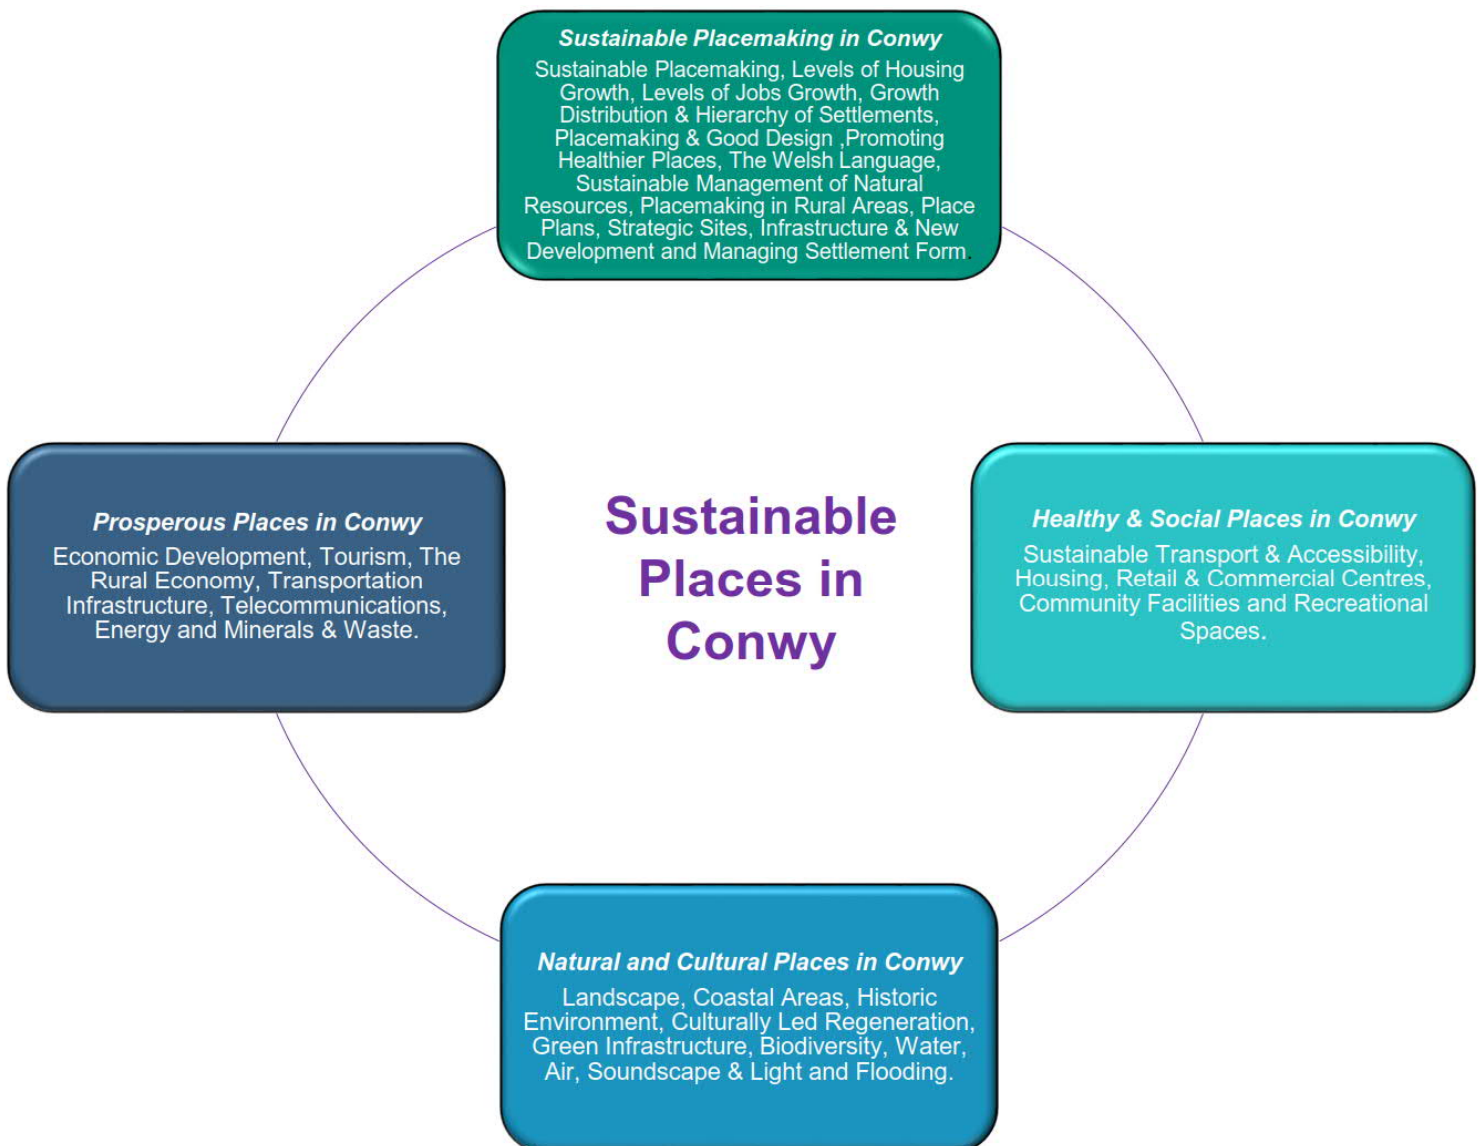 Sustainable Placemaking in Conwy
Sustainable Placemaking, Levels of Housing
Growth, Levels of Jobs Growth, Growth
Distribution & Hierarchy of Settlements,
Placemaking & Good Design ,Promoting
Healthier Places, The Welsh Language,
Sustainable Management of Natural
Resources, Placemaking in Rural Areas, Place
Plans, Strategic Sites, Infrastructure & New
Development and Managing Settlement Form.
Prosperous Places in Conwy
Economic Development, Tourism, The
Rural Economy, Transportation
Infrastructure, Telecommunications,
Energy and Minerals & Waste.
Sustainable
Places in
Conwy
Healthy & Social Places in Conwy
Sustainable Transport & Accessibility,
Housing, Retail & Commercial Centres,
Community Facilities and Recreational
Spaces.
Natural and Cultural Places in Conwy
Landscape, Coastal Areas, Historic
Environment, Culturally Led Regeneration,
Green Infrastructure, Biodiversity, Water,
Air, Soundscape & Light and Flooding.